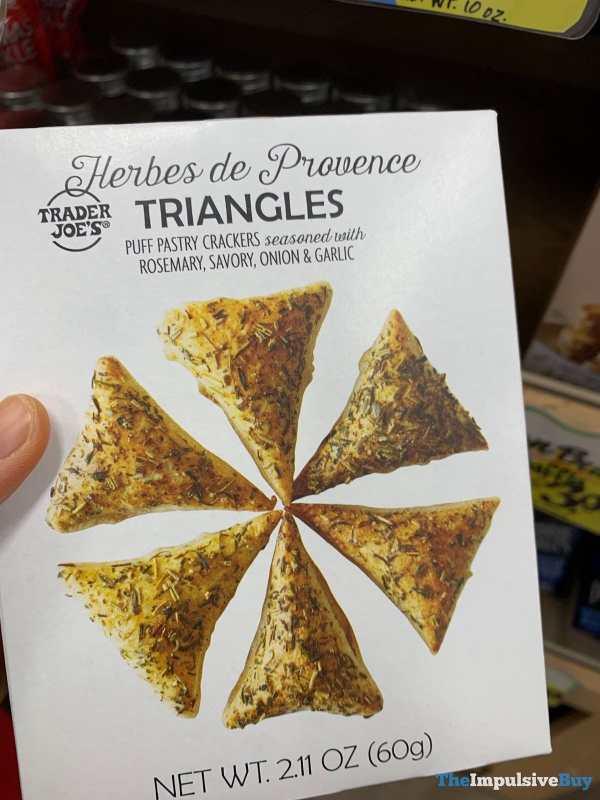 WT. 10 OZ.
Herbes de Provence
TRADER JOE'S®
TRIANGLES
PUFF PASTRY CRACKERS seasoned with
ROSEMARY, SAVORY, ONION & GARLIC
NET WT. 2.11 OZ (60g)
TheImpulsiveBuy